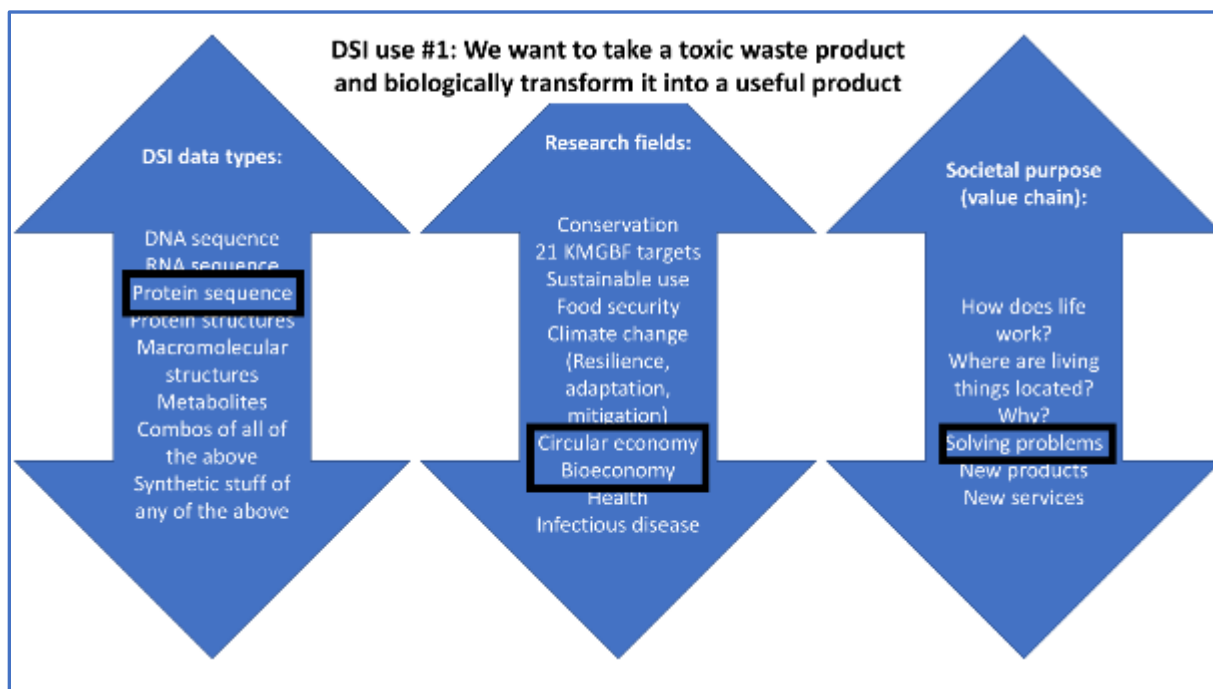 DSI use #1: We want to take a toxic waste product
and biologically transform it into a useful product
DSI data types:
DNA sequence
RNA sequence
Protein sequence
Protein structures
Macromolecular
structures
Metabolites
Combos of all of
the above
Synthetic stuff of
any of the above
Research fields:
Conservation
21 KMGBF targets
Sustainable use
Food security
Climate change
(Resilience,
adaptation,
mitigation)
Circular economy
Bioeconomy
Health
Infectious disease
Societal purpose
(value chain):
How does life
work?
Where are living
things located?
Why?
Solving problems
New products
New services